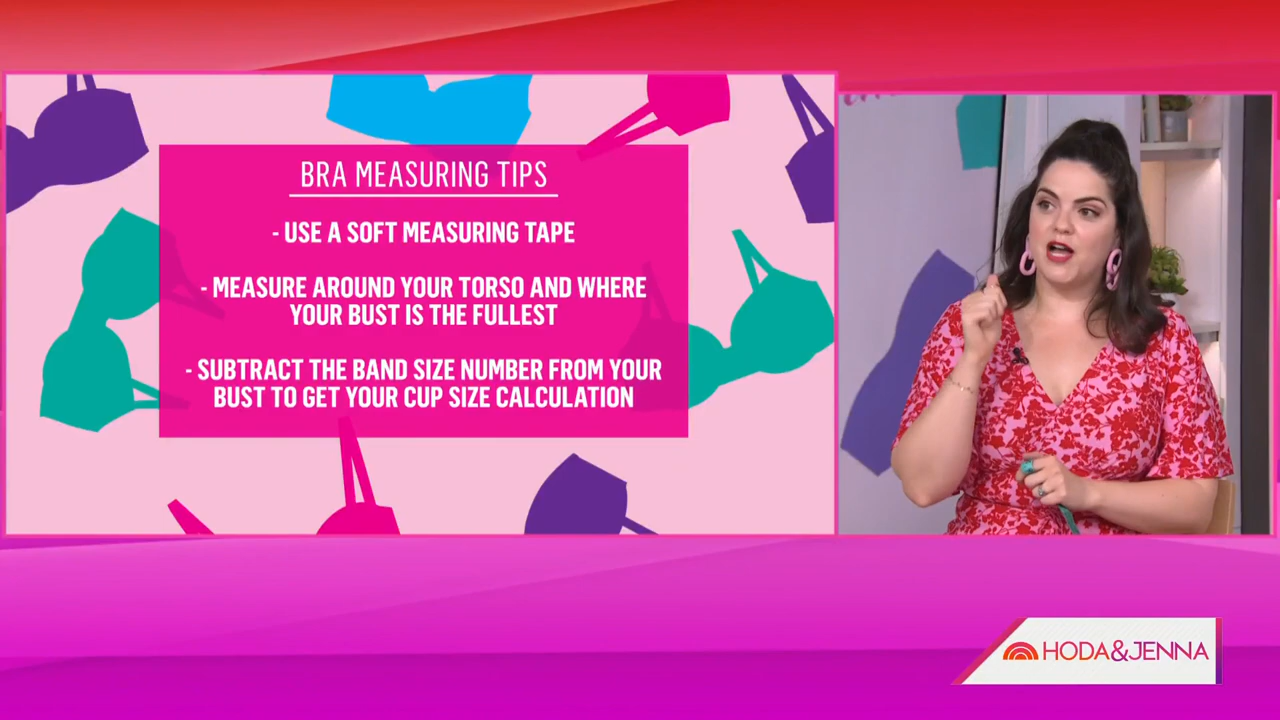 BRA MEASURING TIPS
- USE A SOFT MEASURING TAPE
- MEASURE AROUND YOUR TORSO AND WHERE
YOUR BUST IS THE FULLEST
- SUBTRACT THE BAND SIZE NUMBER FROM YOUR
BUST TO GET YOUR CUP SIZE CALCULATION
HODA&JENNA